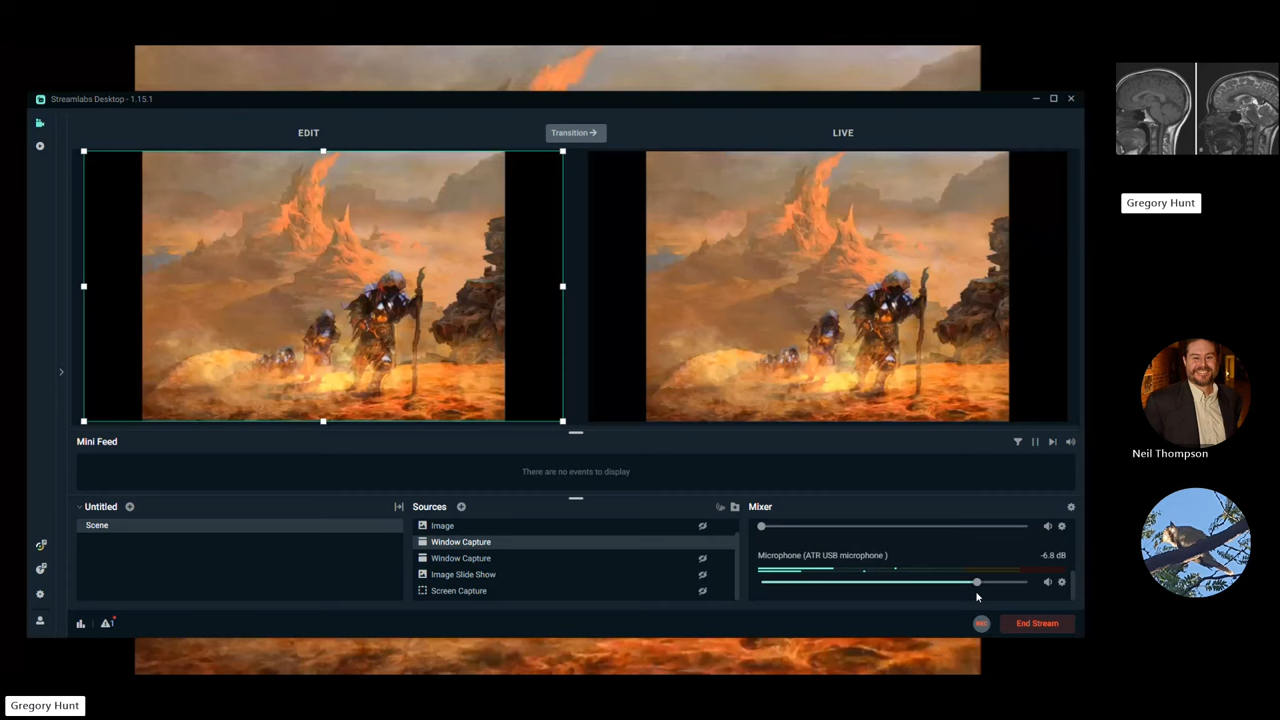 Streamlabs Desktop - 1.15.1
EDIT
Transition
LIVE
Gregory Hunt
Mini Feed
There are no events to display
Neil Thompson
Untitled
Scene
Sources
Image
Window Capture
Window Capture
Image Slide Show
Screen Capture
Mixer
Microphone (ATR USB microphone )
-6.8 dB
1
REC
End Stream
Gregory Hunt